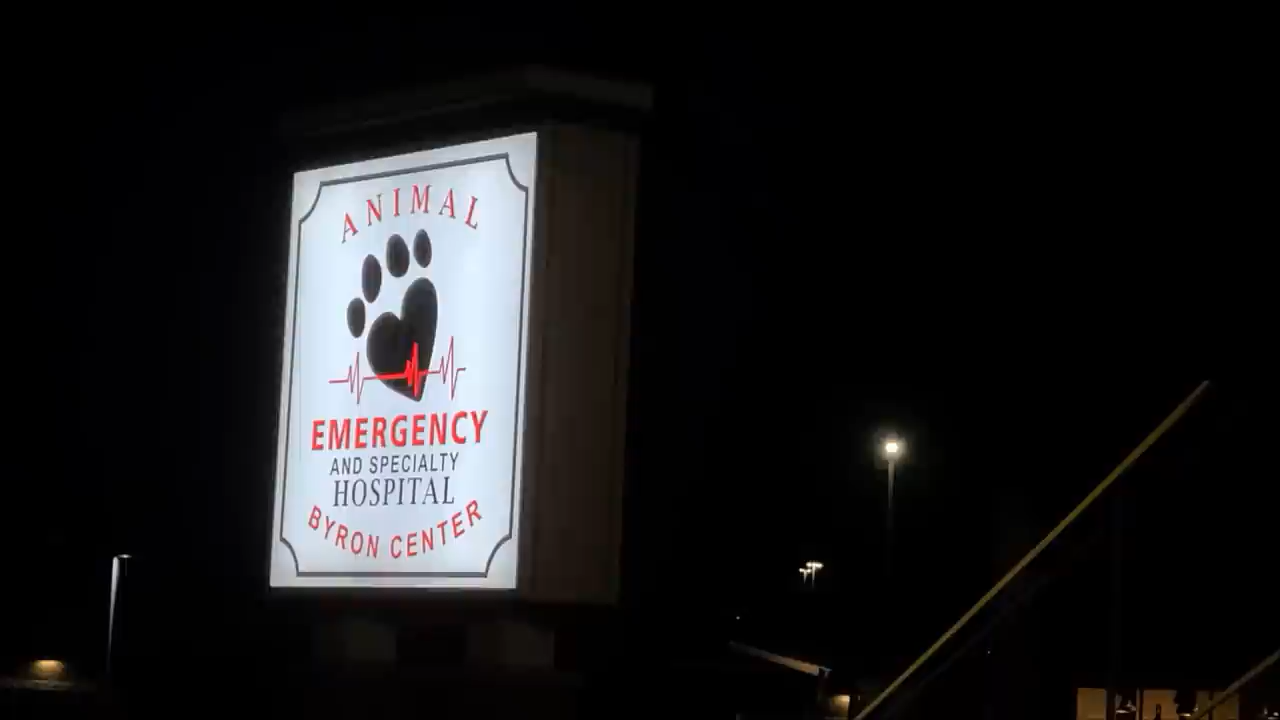 ANIMAL
EMERGENCY
AND SPECIALTY
HOSPITAL
BYRON CENTER